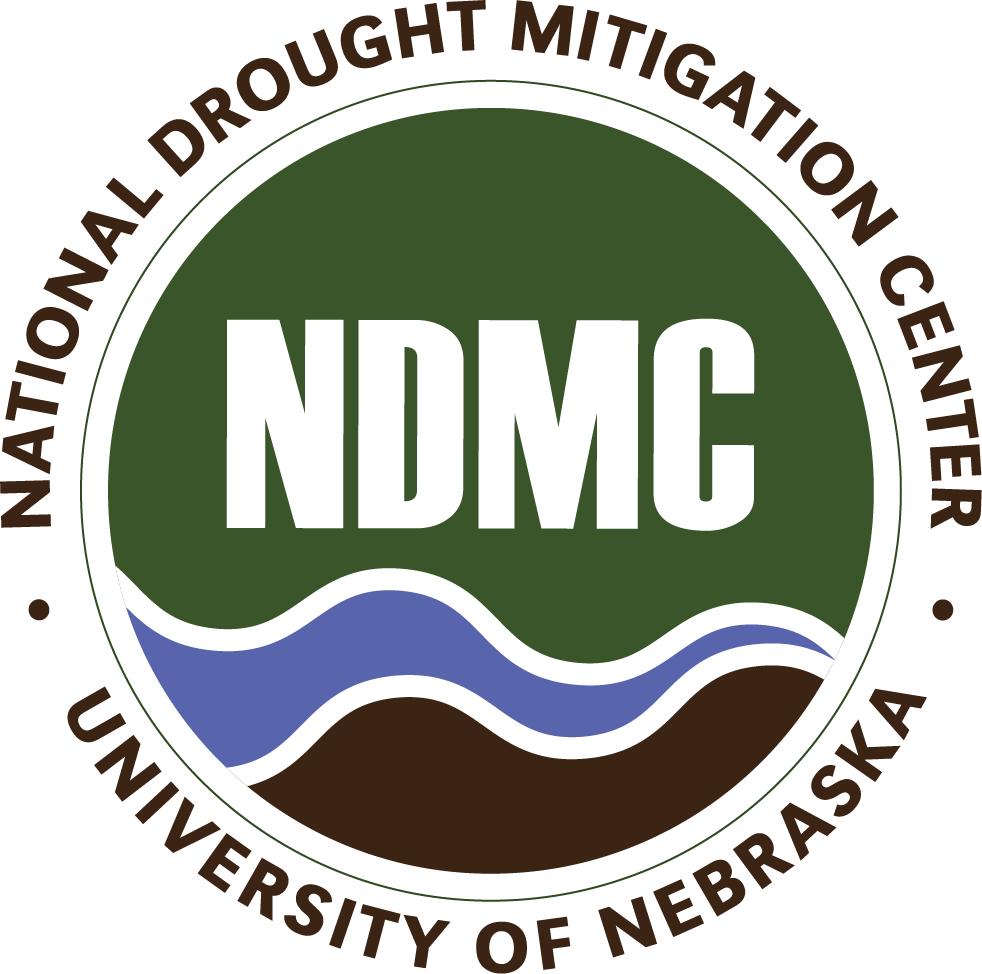 NATIONAL DROUGHT MITIGATION CENTER
NDMC
• UNIVERSITY OF NEBRASKA •